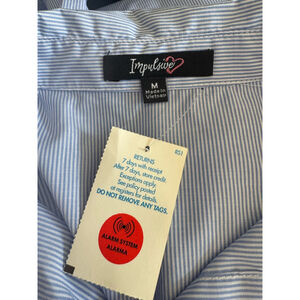 Impulsive
M
Made in
Vietnam
RS1
RETURNS
7 days with receipt
After 7 days, store credit
Exceptions apply
See policy posted
at registers for details.
DO NOT REMOVE ANY TAGS.
ALARM SYSTEM
ALARMA